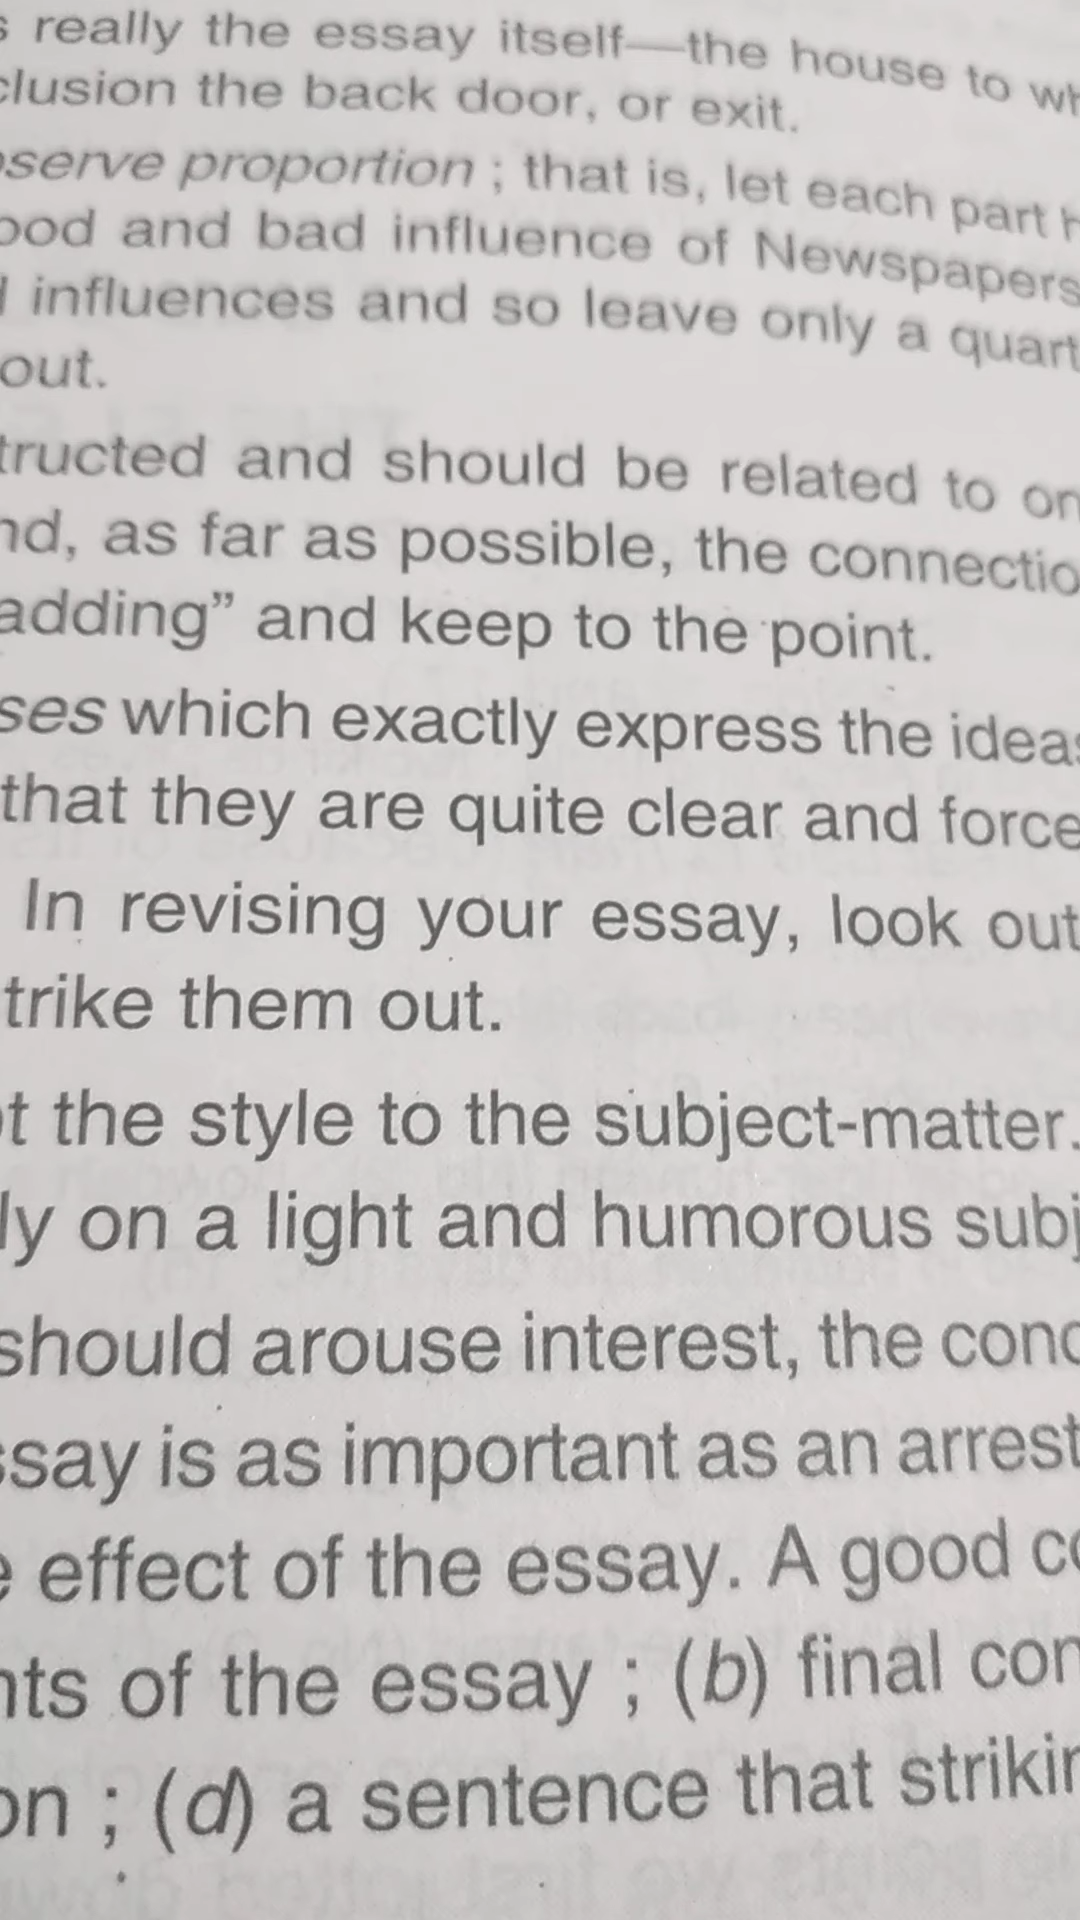 really the essay itself—the house to wh
clusion the back door, or exit.
serve proportion ; that is, let each part h
ood and bad influence of Newspapers
influences and so leave only a quart
out.
tructed and should be related to on
nd, as far as possible, the connectio
adding” and keep to the point.
ses which exactly express the ideas
that they are quite clear and force
In revising your essay, look out
trike them out.
t the style to the subject-matter.
ly on a light and humorous subj
should arouse interest, the conc
ssay is as important as an arrest
e effect of the essay. A good co
nts of the essay ; (b) final con
on ; (d) a sentence that strikin